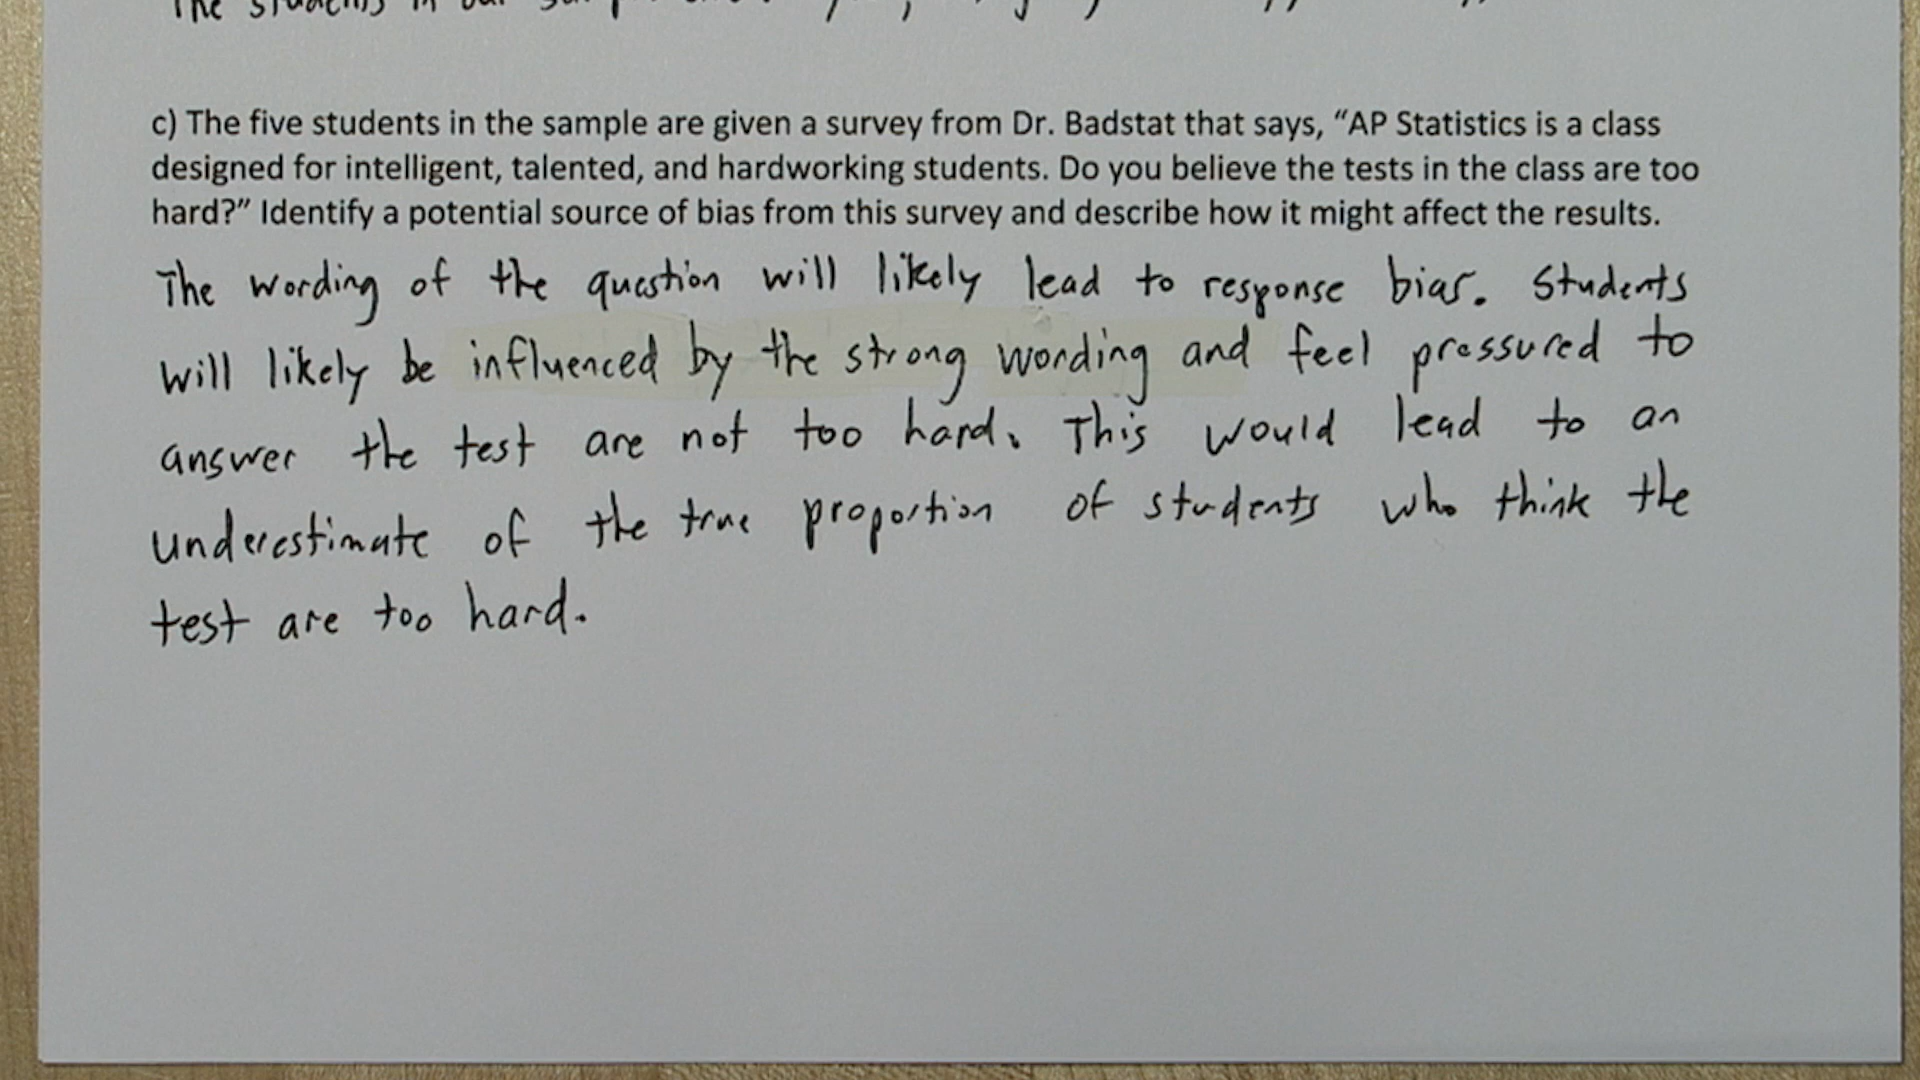 The students in our
c) The five students in the sample are given a survey from Dr. Badstat that says, “AP Statistics is a class
designed for intelligent, talented, and hardworking students. Do you believe the tests in the class are too
hard?” Identify a potential source of bias from this survey and describe how it might affect the results.
The wording of the question will likely lead to response bias. Students
will likely be influenced by the strong wording and feel pressured to
answer the test are not too hard. This would lead to an
underestimate of the true proportion of students who think the
test are too hard.